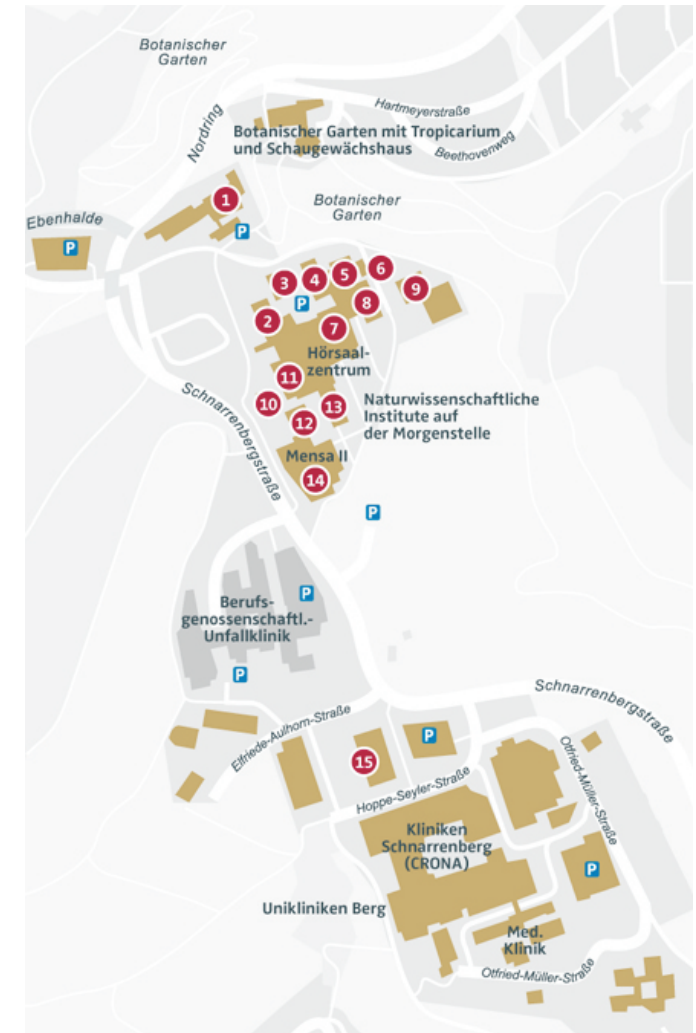 Botanischer
Garten
Nordring
Hartmeyerstraße
Beethovenweg
Botanischer Garten mit Tropicarium
und Schaugewächshaus
1
Botanischer
Garten
Ebenhalde
P
P
3
4
5
6
9
P
2
8
7
Hörsaal-
zentrum
11
10
13
12
Naturwissenschaftliche
Institute auf
der Morgenstelle
Schnarrenbergstraße
Mensa II
14
P
P
Berufs-
genossenschaftl.-
Unfallklinik
P
Schnarrenbergstraße
Elfriede-Aulhorn-Straße
P
15
Hoppe-Seyler-Straße
Otfried-Müller-Straße
Kliniken
Schnarrenberg
(CRONA)
P
Unikliniken Berg
Med.
Klinik
Otfried-Müller-Straße